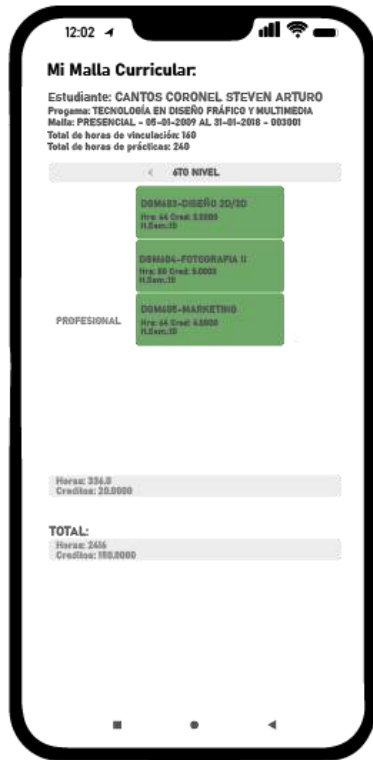 12:02
Mi Malla Curricular:
Estudiante: CANTOS CORONEL STEVEN ARTURO
Progama: TECNOLOGÍA EN DISEÑO FRÁFICO Y MULTIMEDIA
Malla: PRESENCIAL - 05-01-2009 AL 31-01-2018 - 003001
Total de horas de vinculación: 160
Total de horas de prácticas: 240
< 6TO NIVEL
DGM603-DISEÑO 2D/3D
Hrs: 64 Cred:
H.Sem:10
DGM604-FOTOGRAFIA II
Hrs: 80 Cred: 5.0000
H.Sem:10
PROFESIONAL
DGM605-MARKETING
Hrs: 64 Cred: 4.0000
H.Sem:10
Horas: 336.0
Creditos: 20.0000
TOTAL:
Horas: 2416
Creditos: